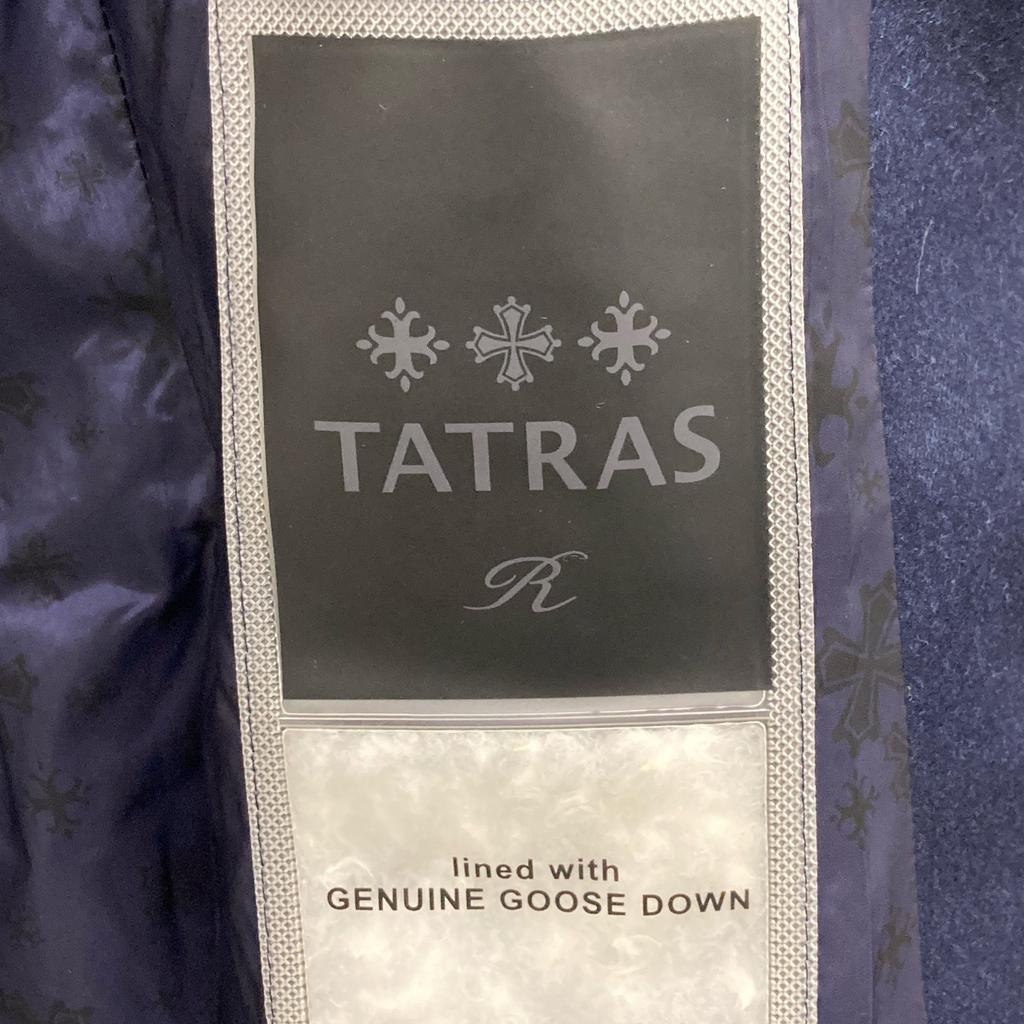 TATRAS
R
lined with
GENUINE GOOSE DOWN